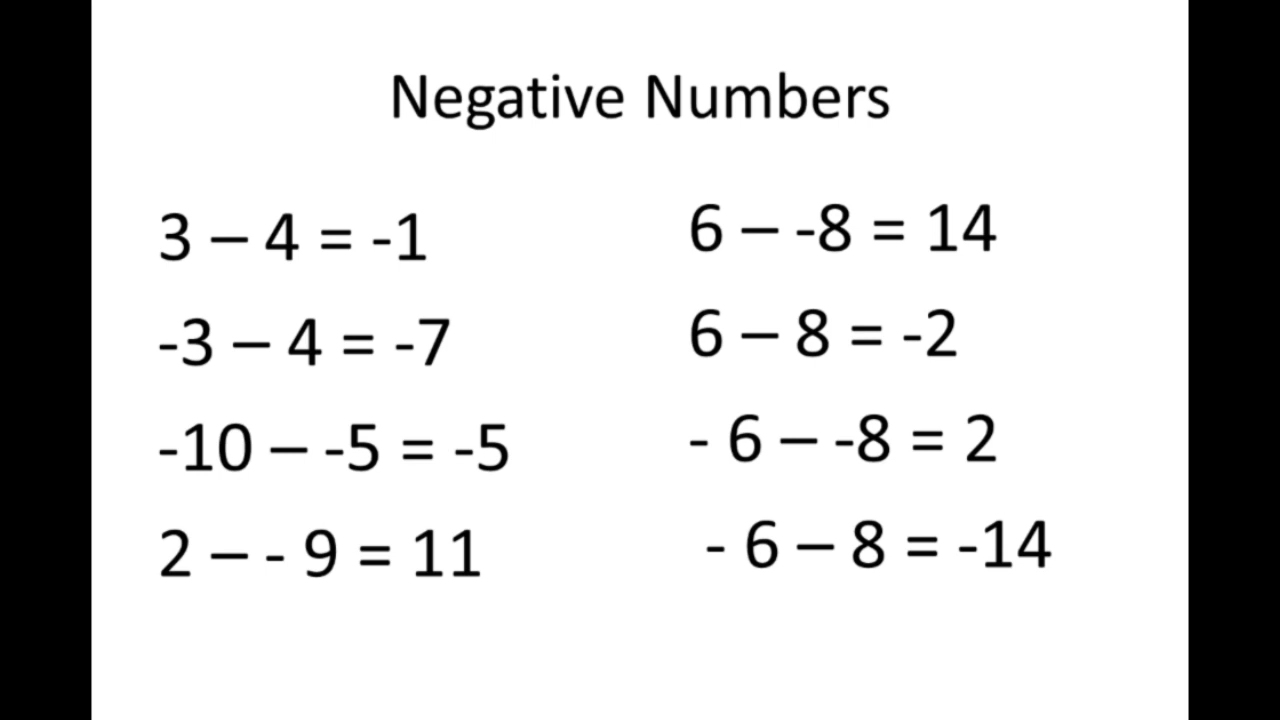 Negative Numbers
3 – 4 = -1
-3 – 4 = -7
-10 – -5 = -5
2 – - 9 = 11
6 – -8 = 14
6 – 8 = -2
- 6 – -8 = 2
- 6 – 8 = -14